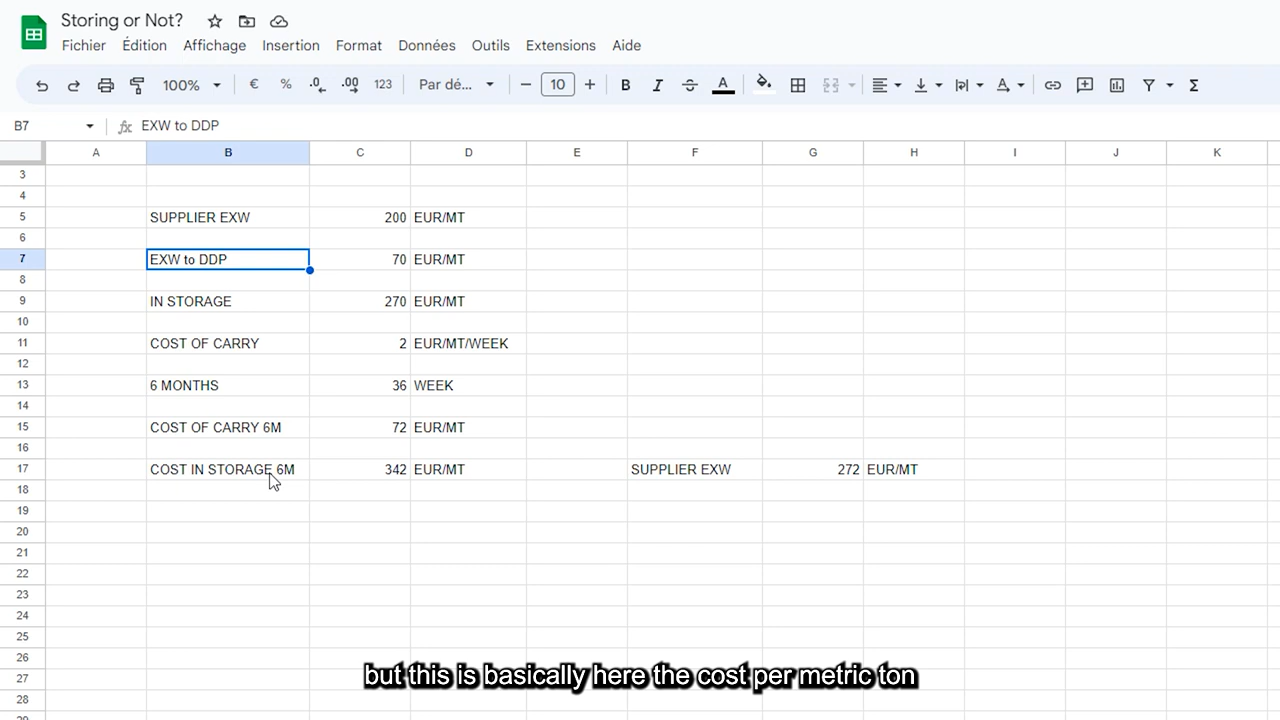 Storing or Not?
Fichier Édition Affichage Insertion Format Données Outils Extensions Aide
100% € % .0 .00 123 Par dé... − 10 + B I A Σ
B7 fx EXW to DDP
A B C D E F G H I J K
3
4
5 SUPPLIER EXW 200 EUR/MT
6
7 EXW to DDP 70 EUR/MT
8
9 IN STORAGE 270 EUR/MT
10
11 COST OF CARRY 2 EUR/MT/WEEK
12
13 6 MONTHS 36 WEEK
14
15 COST OF CARRY 6M 72 EUR/MT
16
17 COST IN STORAGE 6M 342 EUR/MT SUPPLIER EXW 272 EUR/MT
18
19
20
21
22
23
24
25
26
27
28
but this is basically here the cost per metric ton